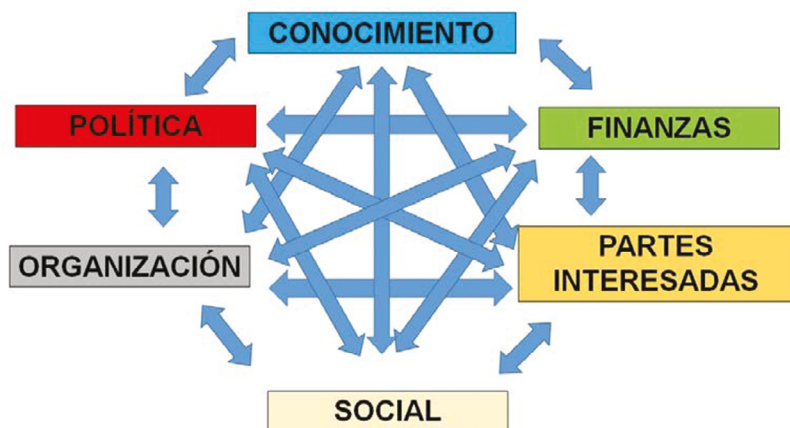 CONOCIMIENTO
POLÍTICA
FINANZAS
ORGANIZACIÓN
PARTES
INTERESADAS
SOCIAL